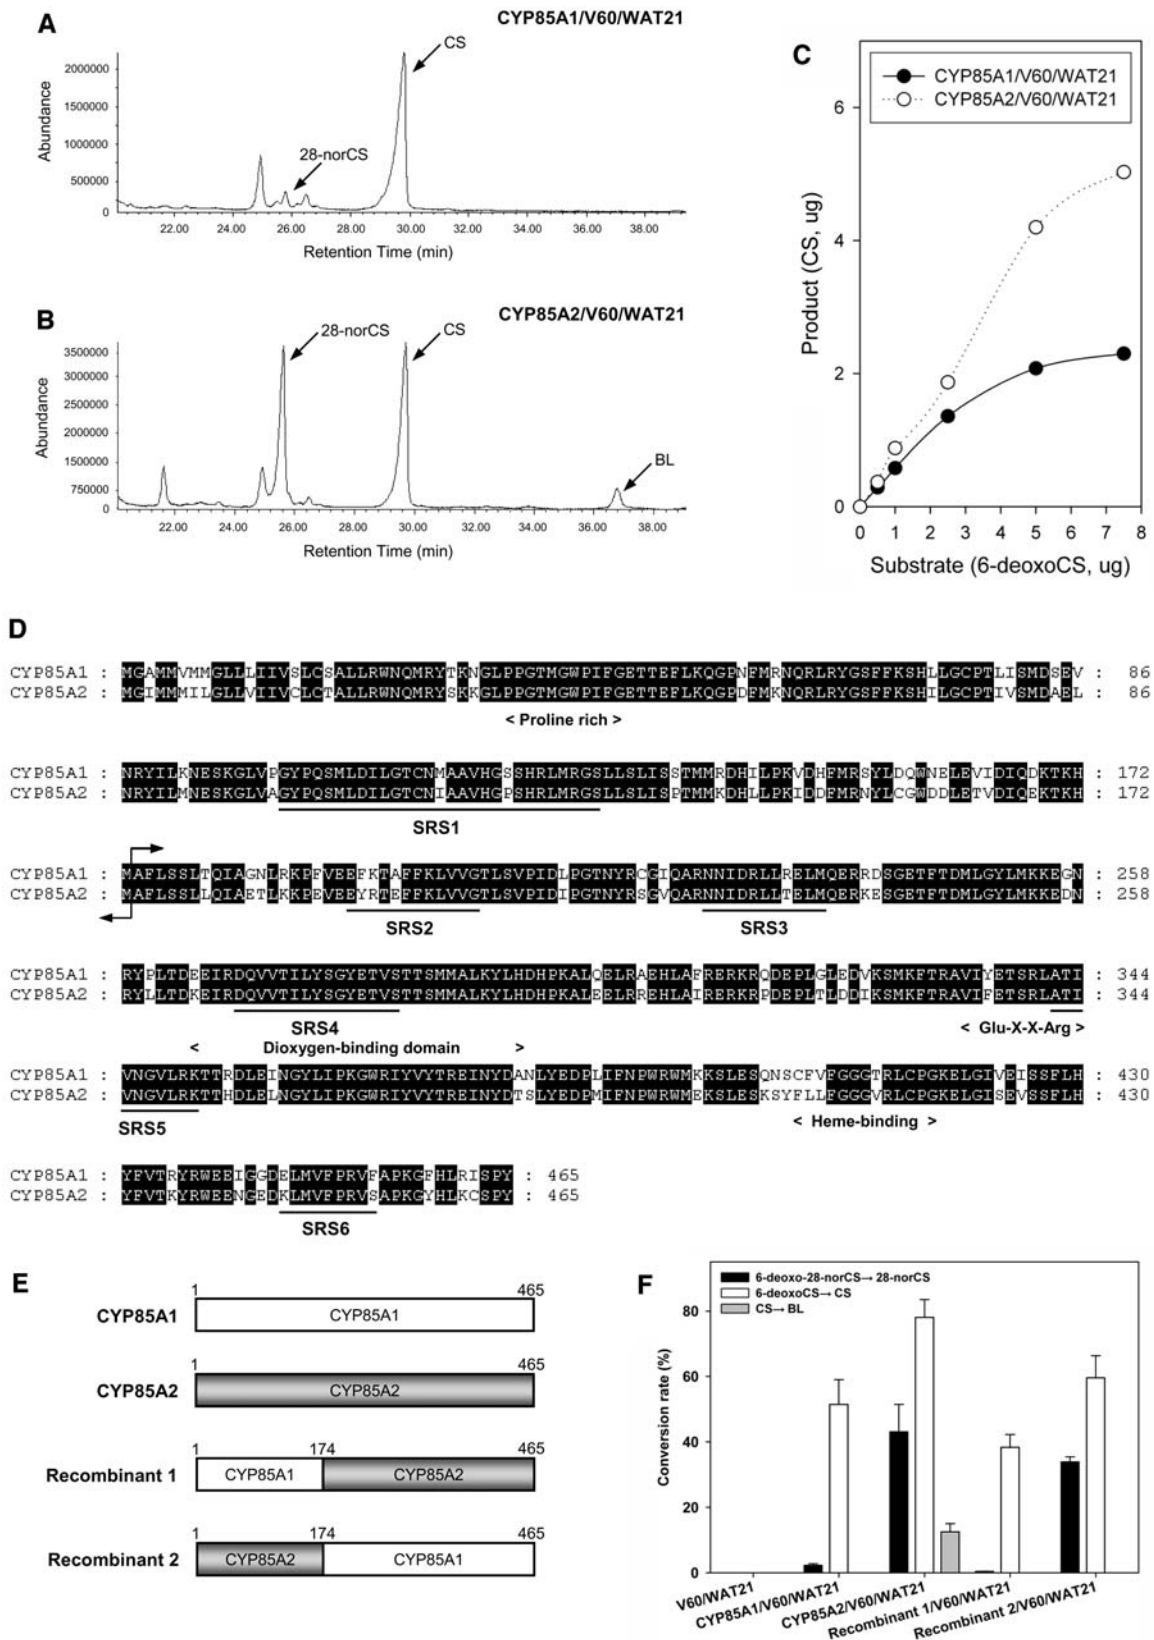 A
CYP85A1/V60/WAT21
CS
28-norCS
Abundance
2000000
1500000
1000000
500000
0
22.00 24.00 26.00 28.00 30.00 32.00 34.00 36.00 38.00
Retention Time (min)
B
CYP85A2/V60/WAT21
28-norCS
CS
BL
Abundance
3500000
3000000
2500000
2000000
1500000
750000
0
22.00 24.00 26.00 28.00 30.00 32.00 34.00 36.00 38.00
Retention Time (min)
C
CYP85A1/V60/WAT21
CYP85A2/V60/WAT21
Product (CS, ug)
6
4
2
0
0 1 2 3 4 5 6 7 8
Substrate (6-deoxoCS, ug)
D
CYP85A1 : MGAMMVMMGLLLIIVSLCSALLRWNQMRYTKNGLPPGTMGWPIFGETTEFLKQGPNFMRNQRLRYGSFFKSHLLGCPTLISMDSEV : 86
CYP85A2 : MGIMMMILGLLVIIVCLCTALLRWNQMRYSKKGLPPGTMGWPIFGETTEFLKQGPDFMKNQRLRYGSFFKSHILGCPTIVSMDAEL : 86
< Proline rich >
CYP85A1 : NRYILKNESKGLVPGYPQSMLDILGTCNMAAVHGSSHRLMRGSLLSLISSTMMRDHILPKVDHFMRSYLDQWNELEVIDIQDKTKH : 172
CYP85A2 : NRYILMNESKGLVAGYPQSMLDILGTCNIAAVHGPSHRLMRGSLLSLISPTMMKDHLLPKIDDFMRNYLCGWDDLETVDIQEKTKH : 172
SRS1
CYP85A1 : MAFLSSLTQIAGNLRKPFVEEFKTAFFKLVVGTLSVPIDLPGTNYRCGIQARNNIDRLLRELMQERRDSGETFTDMLGYLMKKEGN : 258
CYP85A2 : MAFLSSLLQIAETLKKPEVEEYRTEFFKLVVGTLSVPIDIPGTNYRSGVQARNNIDRLLTELMQERKESGETFTDMLGYLMKKEDN : 258
SRS2
SRS3
CYP85A1 : RYPLTDEEIRDQVVTILYSGYETVSTTSMMALKYLHDHPKALQELRAEHLAFRERKRQDEPLGLEDVKSMKFTRAVIYETSRLATI : 344
CYP85A2 : RYLLTDKEIRDQVVTILYSGYETVSTTSMMALKYLHDHPKALEELRREHLAIRERKRPDEPLTLDDIKSMKFTRAVIFETSRLATI : 344
SRS4
< Glu-X-X-Arg >
< Dioxygen-binding domain >
CYP85A1 : VNGVLRKTTRDLEINGYLIPKGWRIYVYTREINYDANLYEDPLIFNPWRWMKKSLESQNSCFVFGGGTRLCPGKELGIVEISSFLH : 430
CYP85A2 : VNGVLRKTTHDLELNGYLIPKGWRIYVYTREINYDTSLYEDPMIFNPWRWMEKSLESKSYFLLFGGGVRLCPGKELGISEVSSFLH : 430
SRS5
< Heme-binding >
CYP85A1 : YFVTRYRWEEIGGDELMVFPRVFAPKGFHLRISPY : 465
CYP85A2 : YFVTKYRWEENGEDKLMVFPRVSAPKGYHLKCSPY : 465
SRS6
E
1 465
CYP85A1 CYP85A1
1 465
CYP85A2 CYP85A2
1 174 465
Recombinant 1 CYP85A1 CYP85A2
1 174 465
Recombinant 2 CYP85A2 CYP85A1
F
6-deoxo-28-norCS→ 28-norCS
6-deoxoCS→ CS
CS→ BL
Conversion rate (%)
80
60
40
20
0
V60/WAT21
CYP85A1/V60/WAT21
CYP85A2/V60/WAT21
Recombinant 1/V60/WAT21
Recombinant 2/V60/WAT21